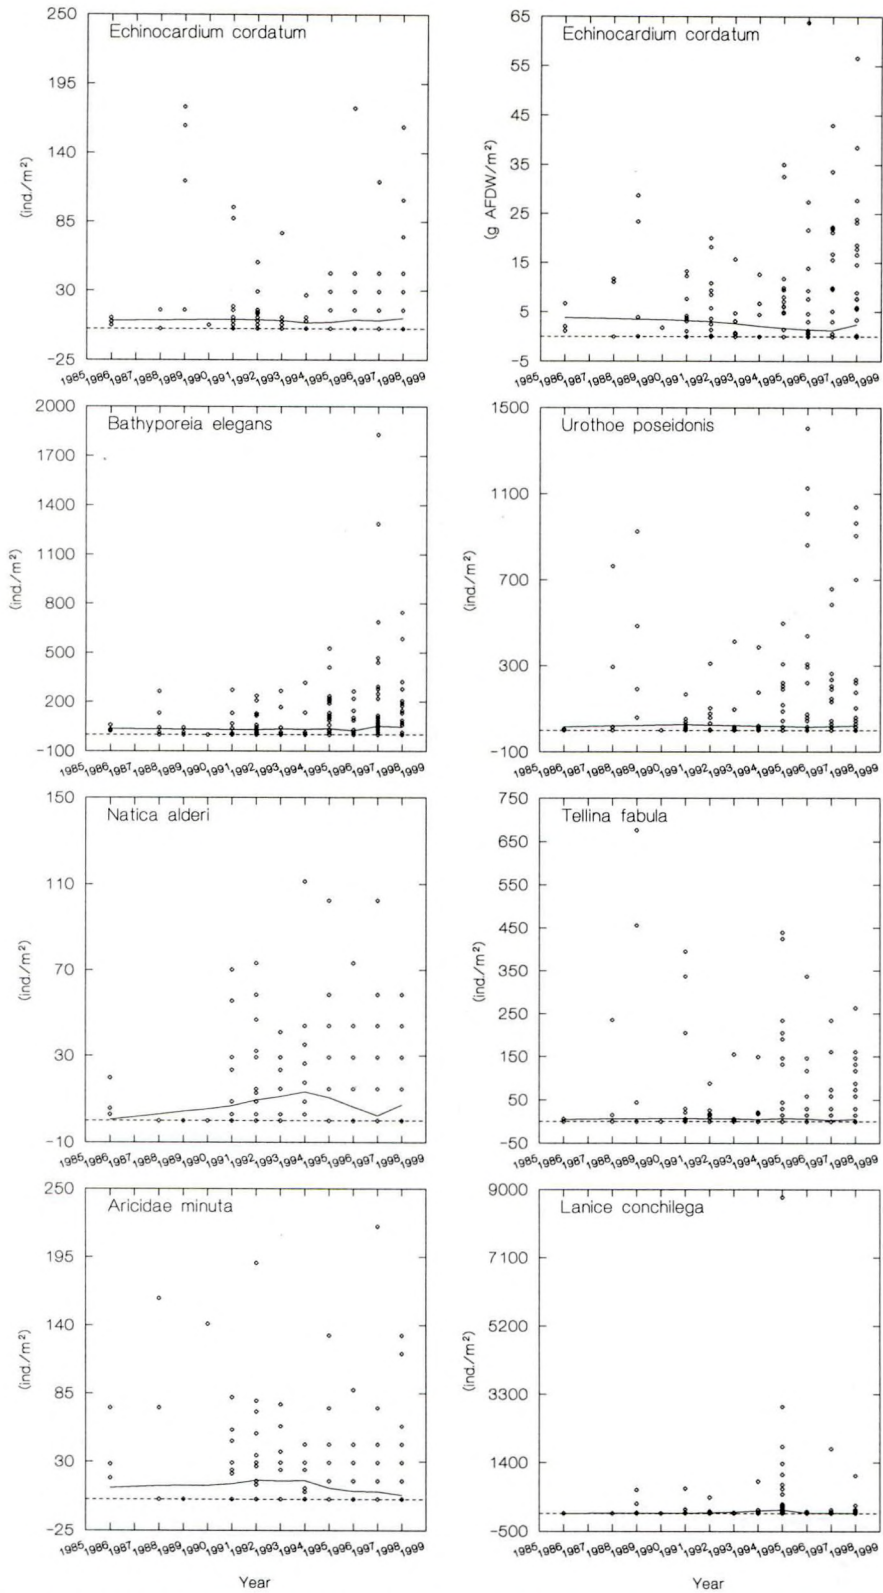 Echinocardium cordatum
250
195
140
85
30
-25
(ind./m²)
1985 1986 1987 1988 1989 1990 1991 1992 1993 1994 1995 1996 1997 1998 1999
Echinocardium cordatum
65
55
45
35
25
15
5
-5
(g AFDW/m²)
1985 1986 1987 1988 1989 1990 1991 1992 1993 1994 1995 1996 1997 1998 1999
Bathyporeia elegans
2000
1700
1400
1100
800
500
200
-100
(ind./m²)
1985 1986 1987 1988 1989 1990 1991 1992 1993 1994 1995 1996 1997 1998 1999
Urothoe poseidonis
1500
1100
700
300
-100
(ind./m²)
1985 1986 1987 1988 1989 1990 1991 1992 1993 1994 1995 1996 1997 1998 1999
Natica alderi
150
110
70
30
-10
(ind./m²)
1985 1986 1987 1988 1989 1990 1991 1992 1993 1994 1995 1996 1997 1998 1999
Tellina fabula
750
650
550
450
350
250
150
50
-50
(ind./m²)
1985 1986 1987 1988 1989 1990 1991 1992 1993 1994 1995 1996 1997 1998 1999
Aricidae minuta
250
195
140
85
30
-25
(ind./m²)
1985 1986 1987 1988 1989 1990 1991 1992 1993 1994 1995 1996 1997 1998 1999
Year
Lanice conchilega
9000
7100
5200
3300
1400
-500
(ind./m²)
1985 1986 1987 1988 1989 1990 1991 1992 1993 1994 1995 1996 1997 1998 1999
Year